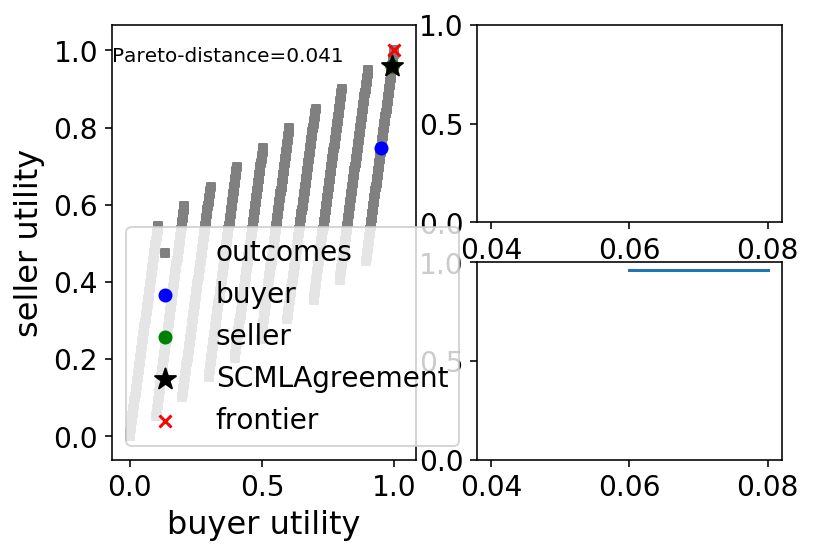 Pareto-distance=0.041
seller utility
1.0
0.8
0.6
0.4
0.2
0.0
outcomes
buyer
seller
SCMLAgreement
frontier
0.0
0.5
1.0
buyer utility
1.0
0.5
0.0
0.04
0.06
0.08
1.0
0.5
0.0
0.04
0.06
0.08